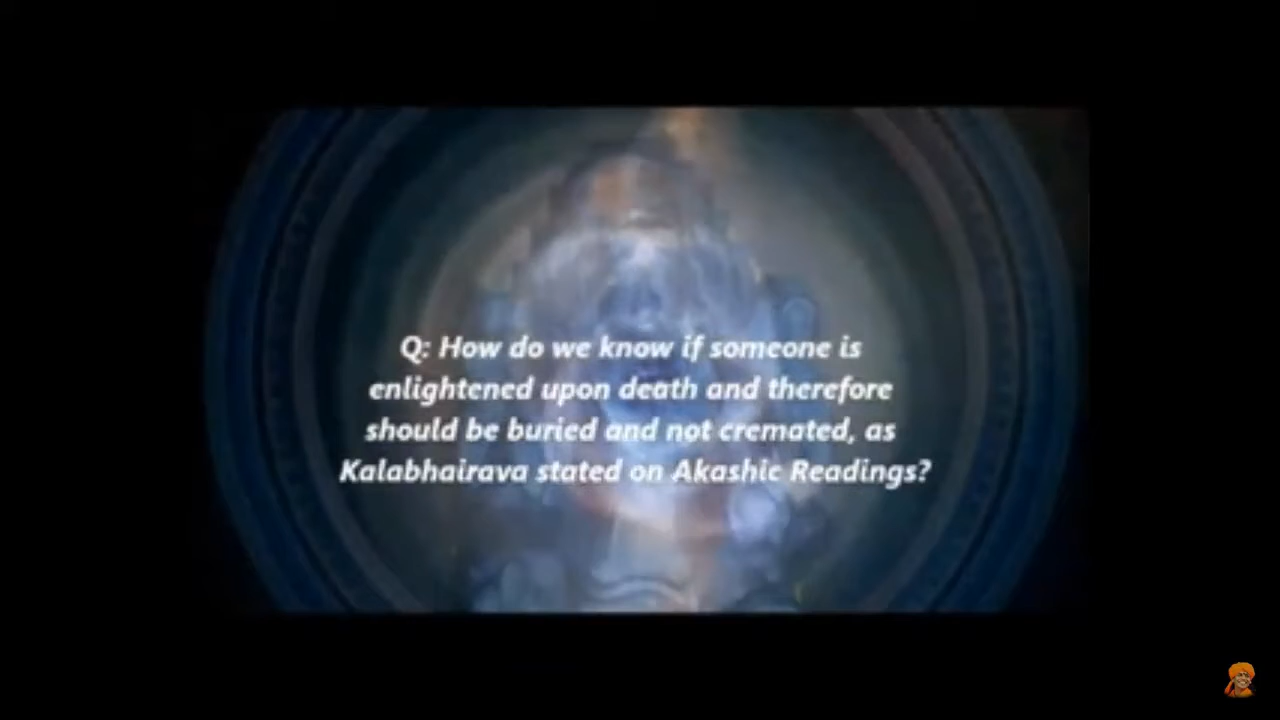 Q: How do we know if someone is
enlightened upon death and therefore
should be buried and not cremated, as
Kalabhairava stated on Akashic Readings?